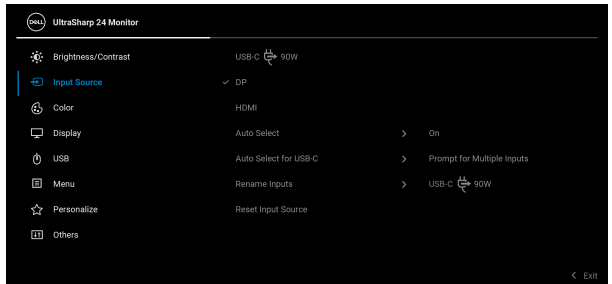 DELL UltraSharp 24 Monitor
Brightness/Contrast USB-C 90W
Input Source DP
Color HDMI
Display Auto Select On
USB Auto Select for USB-C Prompt for Multiple Inputs
Menu Rename Inputs USB-C 90W
Personalize Reset Input Source
Others
Exit